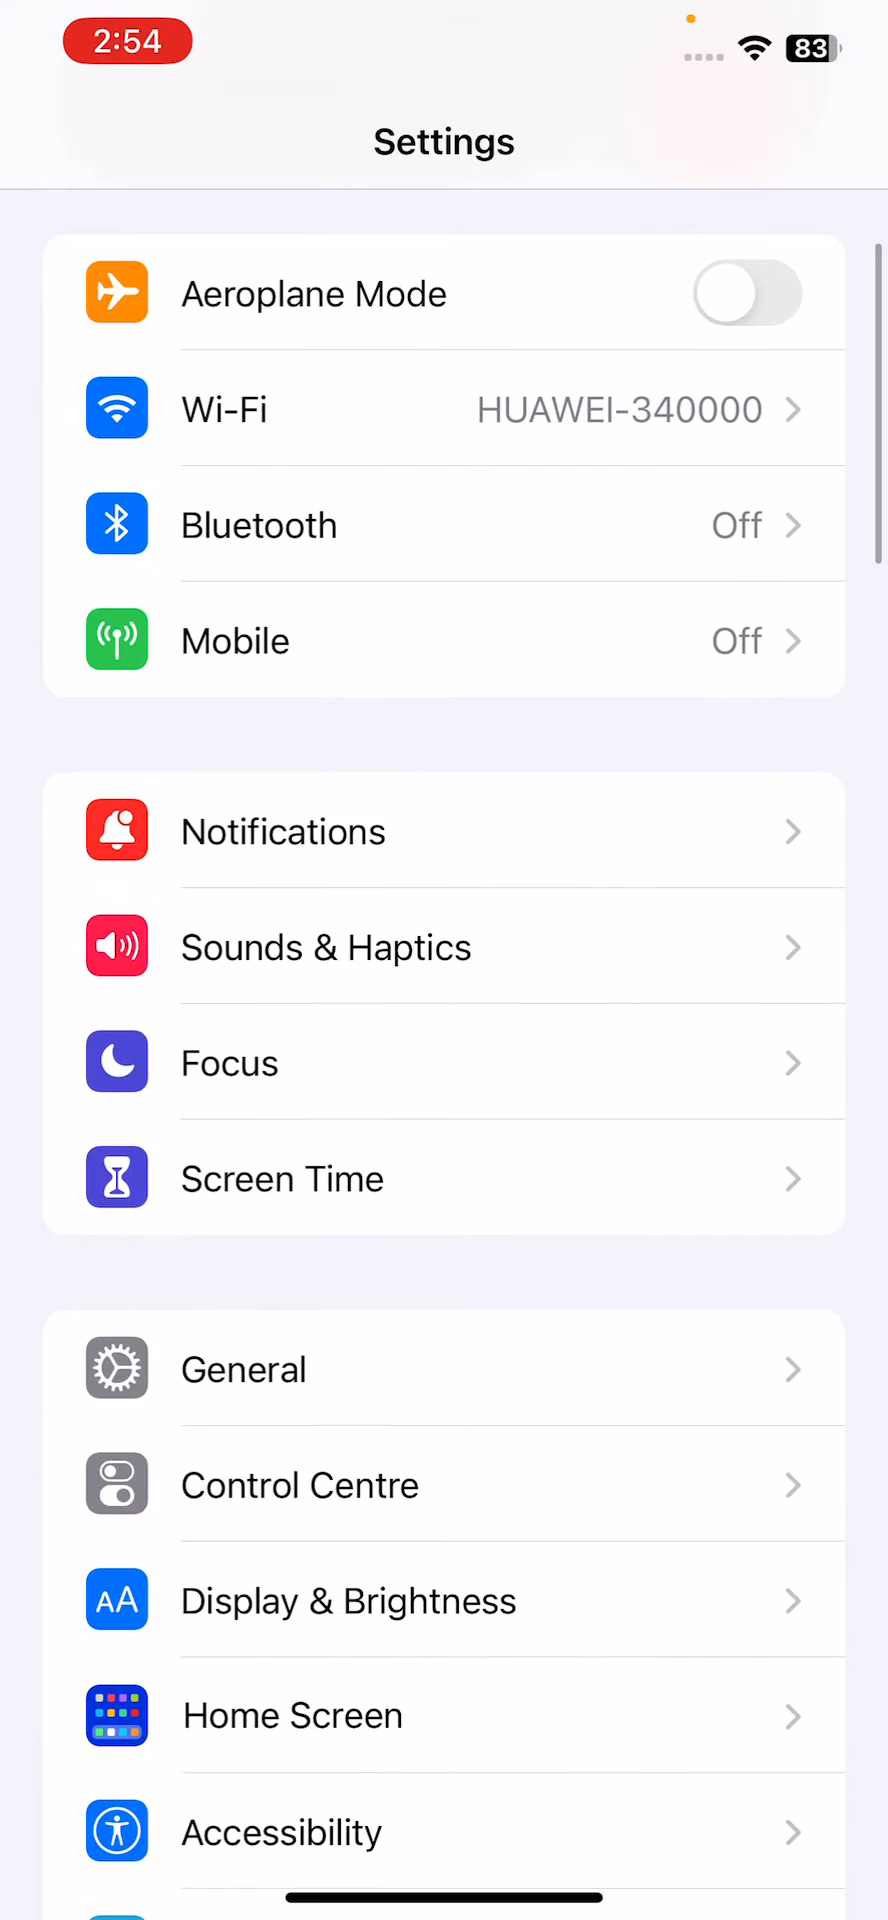 2:54
83
Settings
Aeroplane Mode
Wi-Fi HUAWEI-340000
Bluetooth Off
Mobile Off
Notifications
Sounds & Haptics
Focus
Screen Time
General
Control Centre
AA Display & Brightness
Home Screen
Accessibility